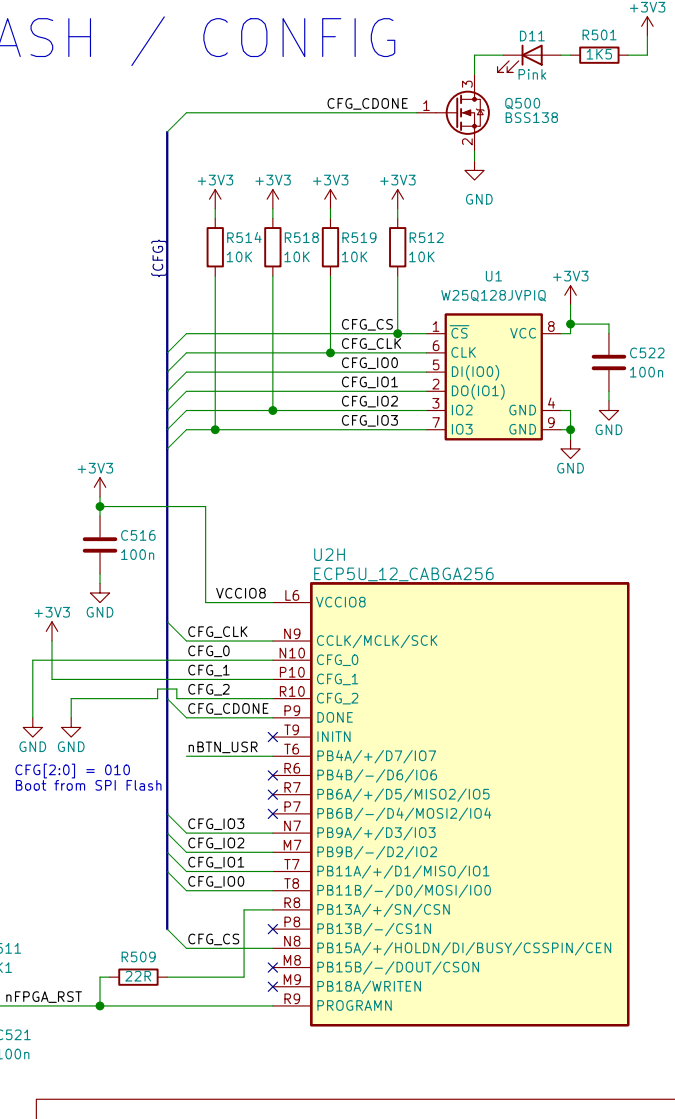 ASH / CONFIG
+3V3
D11
R501
1K5
Pink
CFG_CDONE
1
3
2
Q500
BSS138
GND
+3V3
+3V3
+3V3
+3V3
{CFG}
R514
10K
R518
10K
R519
10K
R512
10K
U1
W25Q128JVPIQ
+3V3
CFG_CS
1
CS
VCC
8
CFG_CLK
6
CLK
CFG_IO0
5
DI(IO0)
CFG_IO1
2
DO(IO1)
CFG_IO2
3
IO2
GND
4
CFG_IO3
7
IO3
GND
9
C522
100n
GND
GND
+3V3
C516
100n
GND
U2H
ECP5U_12_CABGA256
VCCIO8
L6
VCCIO8
+3V3
CFG_CLK
N9
CCLK/MCLK/SCK
CFG_0
N10
CFG_0
CFG_1
P10
CFG_1
CFG_2
R10
CFG_2
CFG_CDONE
P9
DONE
T9
INITN
GND
GND
nBTN_USR
T6
PB4A/+/D7/IO7
CFG[2:0] = 010
Boot from SPI Flash
R6
PB4B/-/D6/IO6
R7
PB6A/+/D5/MISO2/IO5
P7
PB6B/-/D4/MOSI2/IO4
CFG_IO3
N7
PB9A/+/D3/IO3
CFG_IO2
M7
PB9B/-/D2/IO2
CFG_IO1
T7
PB11A/+/D1/MISO/IO1
CFG_IO0
T8
PB11B/-/D0/MOSI/IO0
R8
PB13A/+/SN/CSN
P8
PB13B/-/CS1N
CFG_CS
N8
PB15A/+/HOLDN/DI/BUSY/CSSPIN/CEN
M8
PB15B/-/DOUT/CSON
M9
PB18A/WRITEN
R9
PROGRAMN
511
K1
R509
22R
nFPGA_RST
C521
100n